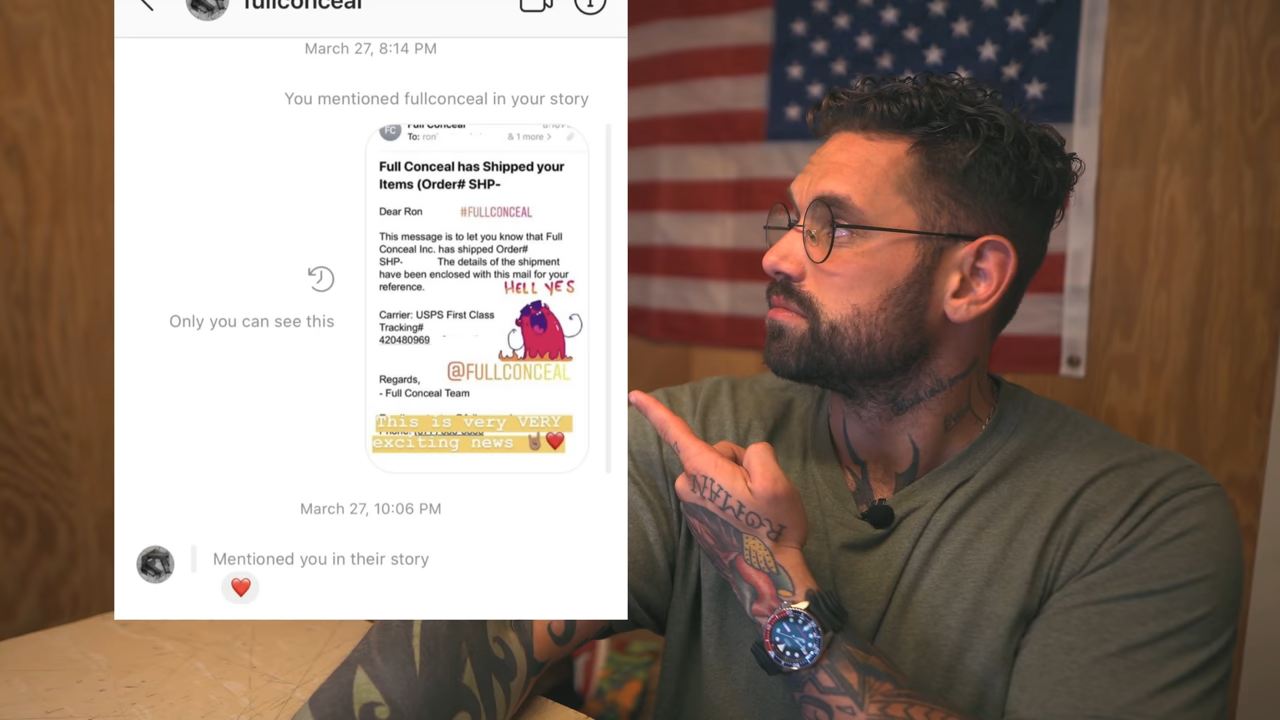 fullconceal
March 27, 8:14 PM
You mentioned fullconceal in your story
FC
Full Conceal
To: ron
& 1 more >
Full Conceal has Shipped your
Items (Order# SHP-
Dear Ron
#FULLCONCEAL
This message is to let you know that Full
Conceal Inc. has shipped Order#
SHP- The details of the shipment
have been enclosed with this mail for your
reference.
HELL YES
Only you can see this
Carrier: USPS First Class
Tracking#
420480969
@FULLCONCEAL
Regards,
- Full Conceal Team
This is very VERY
exciting news 🤘🏽❤️
March 27, 10:06 PM
Mentioned you in their story
❤️
ROMAN